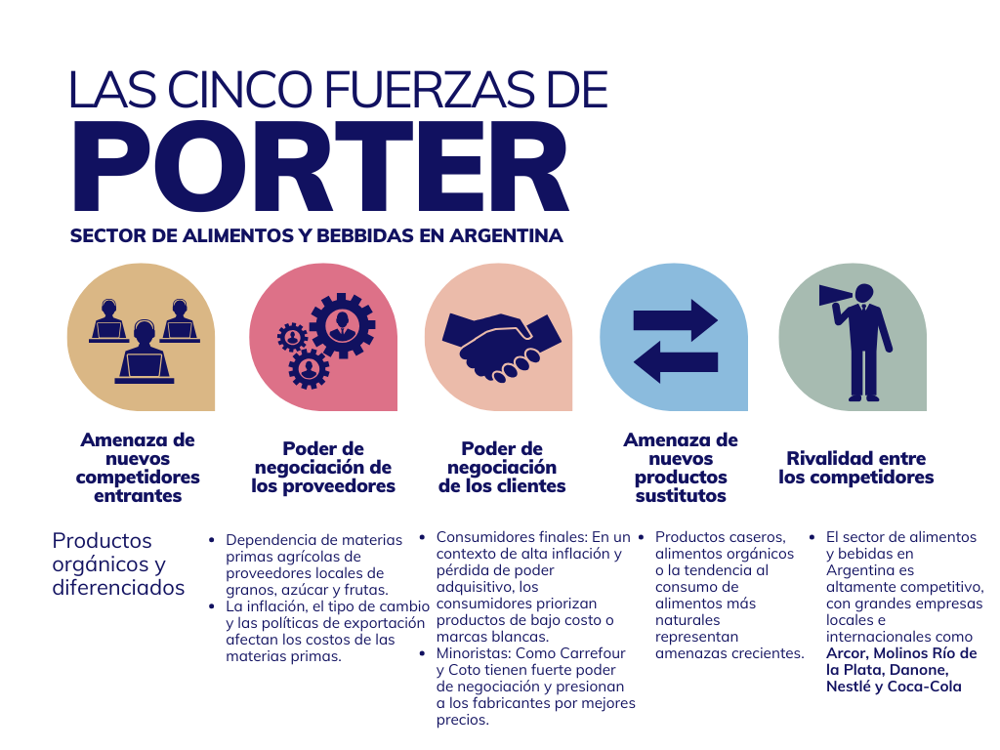 LAS CINCO FUERZAS DE
PORTER
SECTOR DE ALIMENTOS Y BEBBIDAS EN ARGENTINA
Amenaza de
nuevos
competidores
entrantes
Poder de
negociación de
los proveedores
Poder de
negociación
de los clientes
Amenaza de
nuevos
productos
sustitutos
Rivalidad entre
los competidores
Productos
orgánicos y
diferenciados
• Dependencia de materias
primas agrícolas de
proveedores locales de
granos, azúcar y frutas.
• La inflación, el tipo de cambio
y las políticas de exportación
afectan los costos de las
materias primas.
• Consumidores finales: En un
contexto de alta inflación y
pérdida de poder
adquisitivo, los
consumidores priorizan
productos de bajo costo o
marcas blancas.
• Minoristas: Como Carrefour
y Coto tienen fuerte poder
de negociación y presionan
a los fabricantes por mejores
precios.
• Productos caseros,
alimentos orgánicos
o la tendencia al
consumo de
alimentos más
naturales
representan
amenazas crecientes.
• El sector de alimentos
y bebidas en
Argentina es
altamente competitivo,
con grandes empresas
locales e
internacionales como
Arcor, Molinos Río de
la Plata, Danone,
Nestlé y Coca-Cola